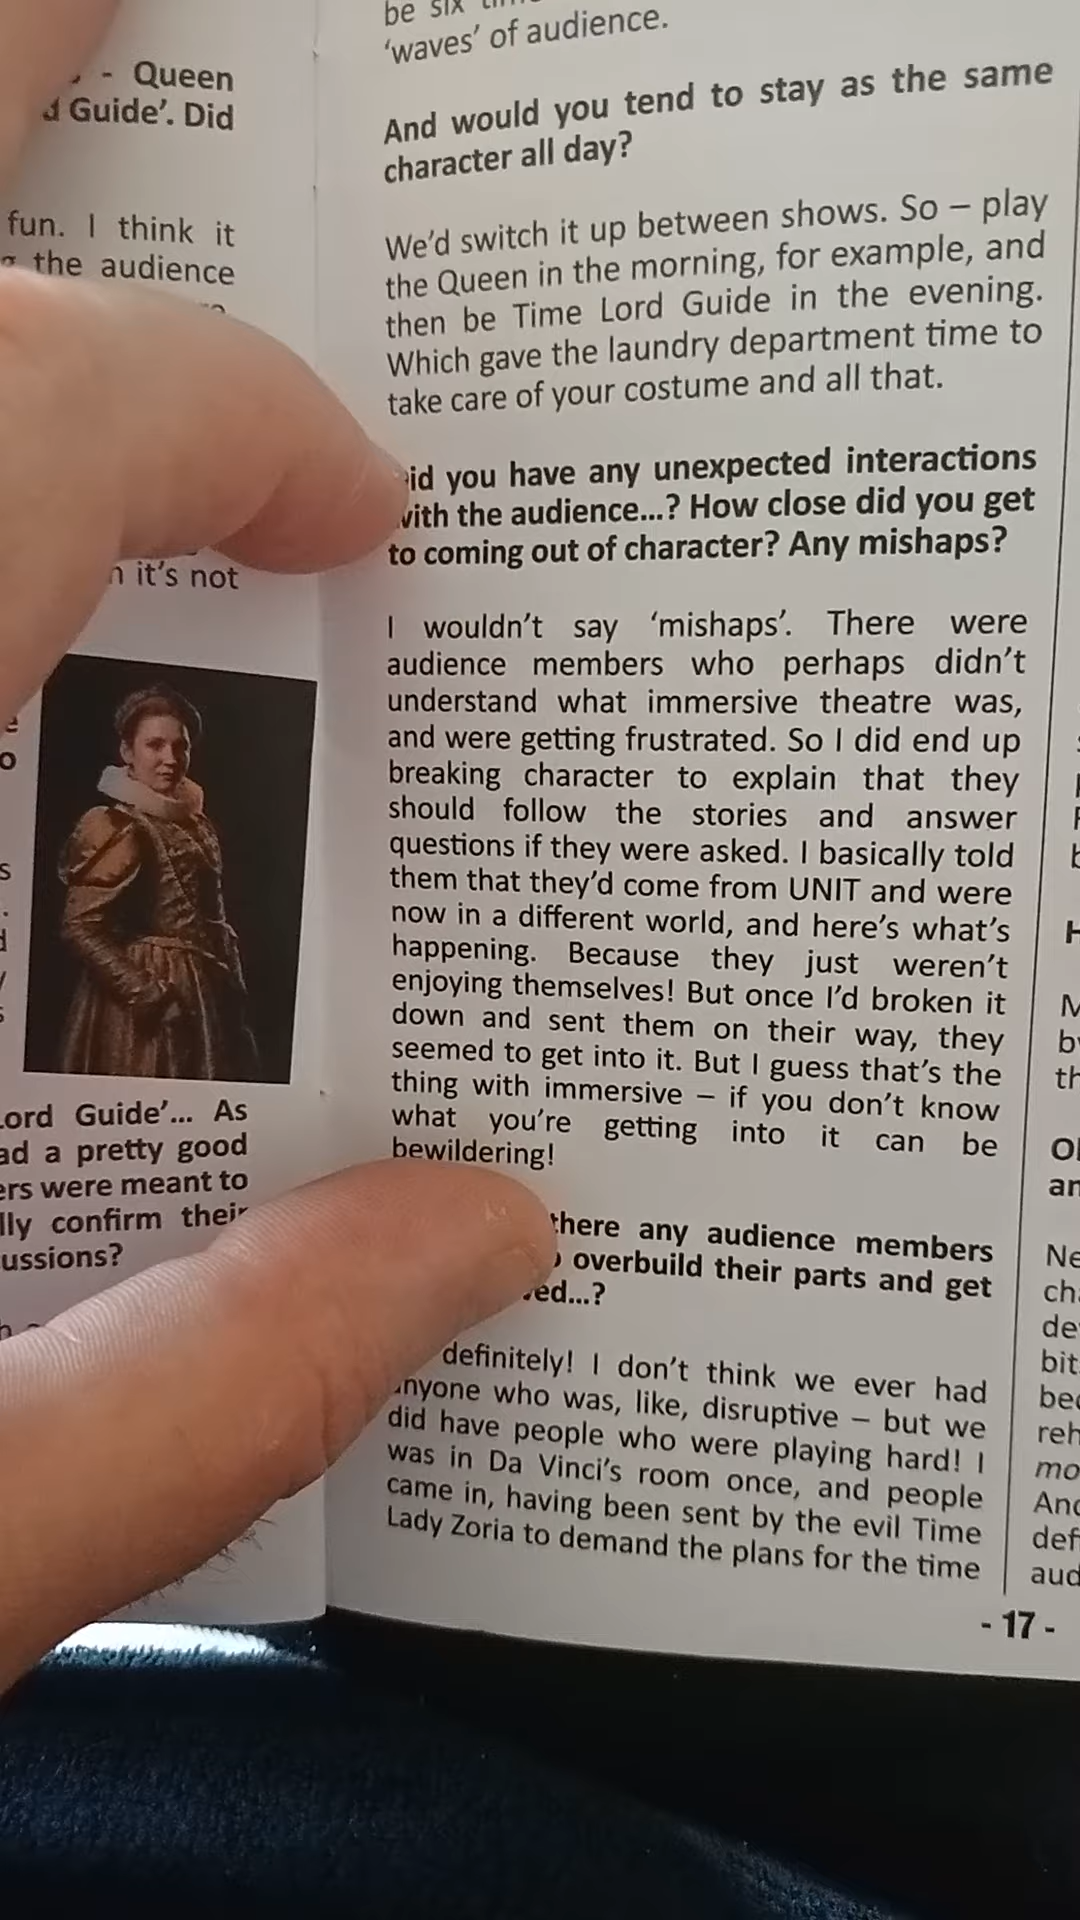 - Queen
Guide'. Did
fun. I think it
the audience
it's not
Lord Guide'... As
a pretty good
were meant to
confirm their
be six
'waves' of audience.
And would you tend to stay as the same
character all day?
We'd switch it up between shows. So – play
the Queen in the morning, for example, and
then be Time Lord Guide in the evening.
Which gave the laundry department time to
take care of your costume and all that.
you have any unexpected interactions
with the audience...? How close did you get
to coming out of character? Any mishaps?
I wouldn't say 'mishaps'. There were
audience members who perhaps didn't
understand what immersive theatre was,
and were getting frustrated. So I did end up
breaking character to explain that they
should follow the stories and answer
questions if they were asked. I basically told
them that they'd come from UNIT and were
now in a different world, and here's what's
happening. Because they just weren't
enjoying themselves! But once I'd broken it
down and sent them on their way, they
seemed to get into it. But I guess that's the
thing with immersive – if you don't know
what you're getting into it can be
bewildering!
there any audience members
overbuild their parts and get
...?
definitely! I don't think we ever had
anyone who was, like, disruptive – but we
did have people who were playing hard! I
was in Da Vinci's room once, and people
came in, having been sent by the evil Time
Lady Zoria to demand the plans for the time
- 17 -